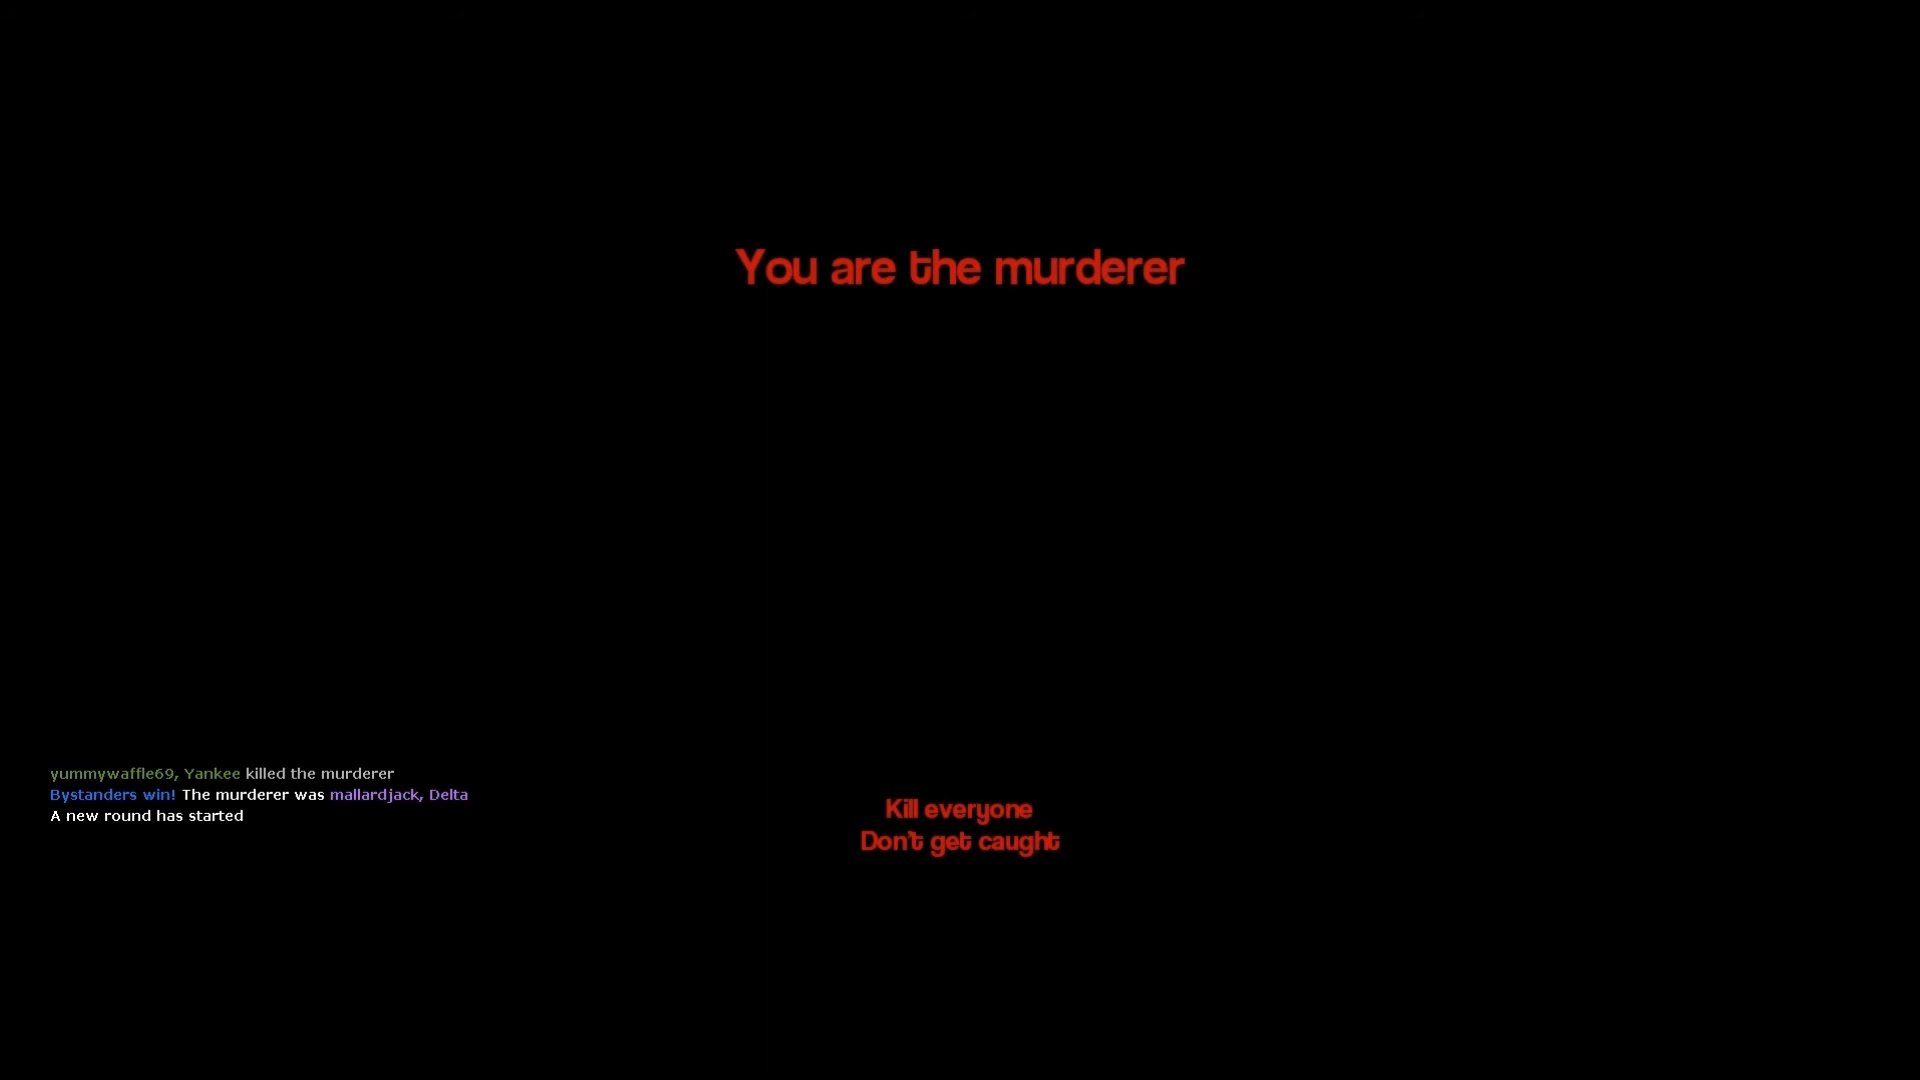 You are the murderer
yummywaffle69, Yankee killed the murderer
Bystanders win! The murderer was mallardjack, Delta
A new round has started
Kill everyone
Don't get caught